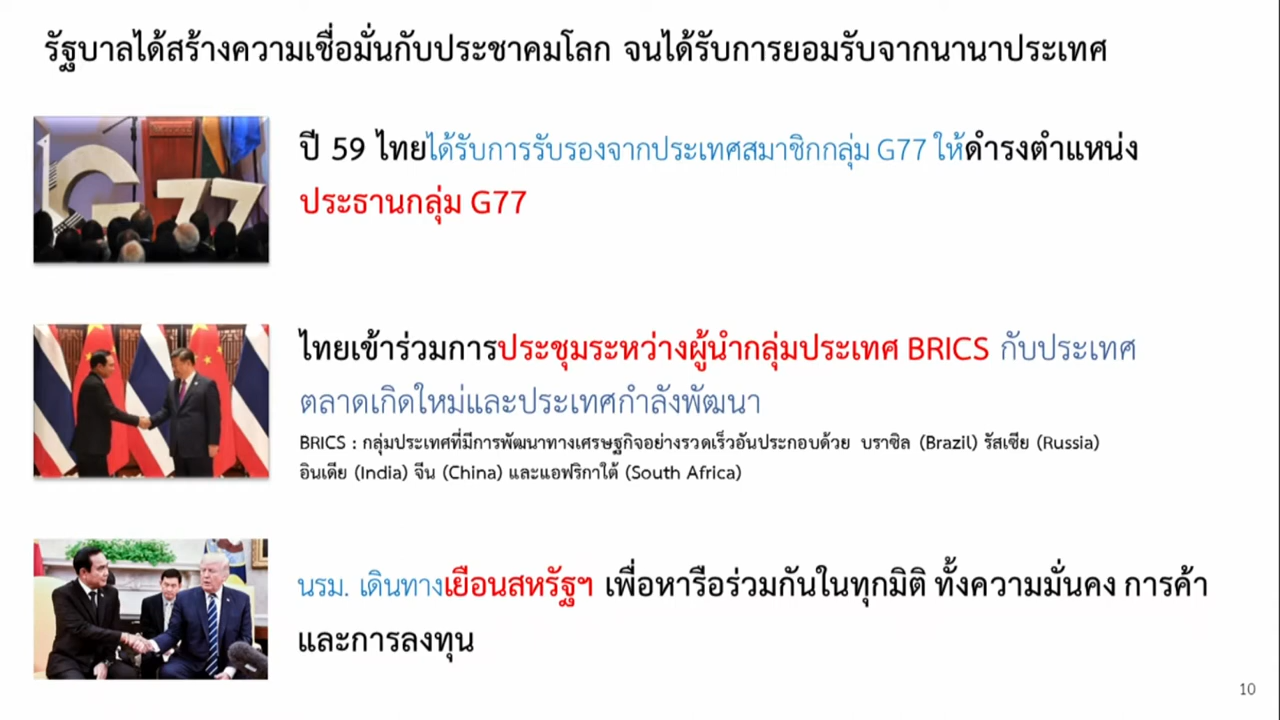 รัฐบาลได้สร้างความเชื่อมั่นกับประชาคมโลก จนได้รับการยอมรับจากนานาประเทศ
G77
ปี 59 ไทยได้รับการรับรองจากประเทศสมาชิกกลุ่ม G77 ให้ดำรงตำแหน่ง
ประธานกลุ่ม G77
ไทยเข้าร่วมการประชุมระหว่างผู้นำกลุ่มประเทศ BRICS กับประเทศ
ตลาดเกิดใหม่และประเทศกำลังพัฒนา
BRICS : กลุ่มประเทศที่มีการพัฒนาทางเศรษฐกิจอย่างรวดเร็วอันประกอบด้วย บราซิล (Brazil) รัสเซีย (Russia)
อินเดีย (India) จีน (China) และแอฟริกาใต้ (South Africa)
นรม. เดินทางเยือนสหรัฐฯ เพื่อหารือร่วมกันในทุกมิติ ทั้งความมั่นคง การค้า
และการลงทุน
10